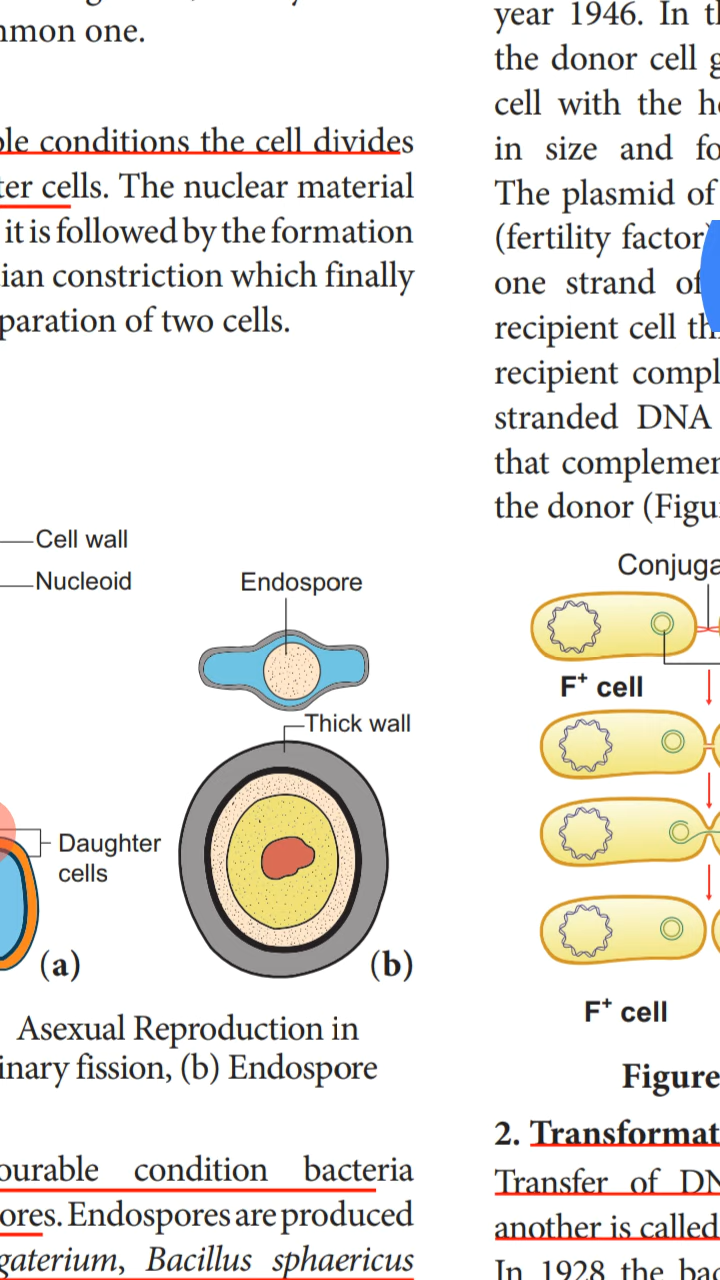 mmon one.
ble conditions the cell divides
ter cells. The nuclear material
it is followed by the formation
ian constriction which finally
paration of two cells.
Cell wall
Nucleoid
Endospore
Thick wall
Daughter
cells
(a)
(b)
Asexual Reproduction in
inary fission, (b) Endospore
ourable condition bacteria
ores. Endospores are produced
gaterium, Bacillus sphaericus
year 1946. In t
the donor cell g
cell with the h
in size and fo
The plasmid of
(fertility factor)
one strand of
recipient cell th
recipient compl
stranded DNA
that complemen
the donor (Figu
Conjuga
F⁺ cell
F⁺ cell
Figure
2. Transformat
Transfer of DN
another is called
In 1928 the bac